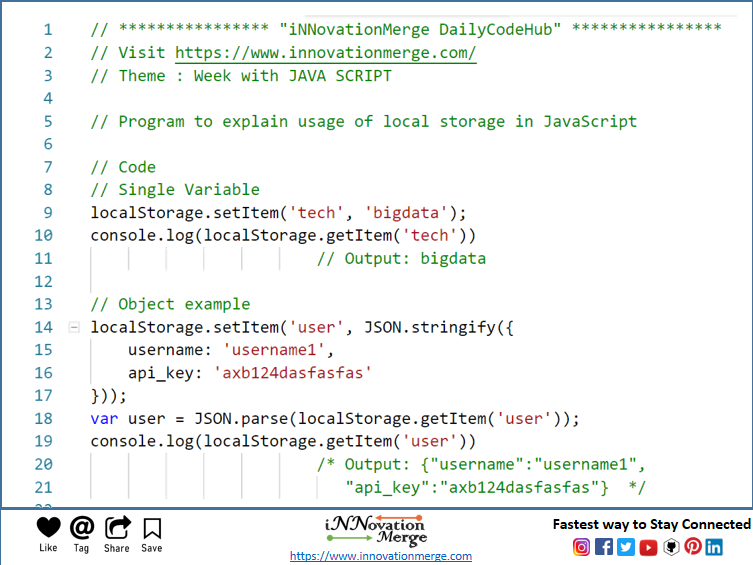 1 // **************** "iNNovationMerge DailyCodeHub" ****************
2 // Visit https://www.innovationmerge.com/
3 // Theme : Week with JAVA SCRIPT
4
5 // Program to explain usage of local storage in JavaScript
6
7 // Code
8 // Single Variable
9 localStorage.setItem('tech', 'bigdata');
10 console.log(localStorage.getItem('tech'))
11 // Output: bigdata
12
13 // Object example
14 localStorage.setItem('user', JSON.stringify({
15 username: 'username1',
16 api_key: 'axb124dasfasfas'
17 }));
18 var user = JSON.parse(localStorage.getItem('user'));
19 console.log(localStorage.getItem('user'))
20 /* Output: {"username":"username1",
21 "api_key":"axb124dasfasfas"} */
Like Tag Share Save
iNNovation
Merge
https://www.innovationmerge.com
Fastest way to Stay Connected